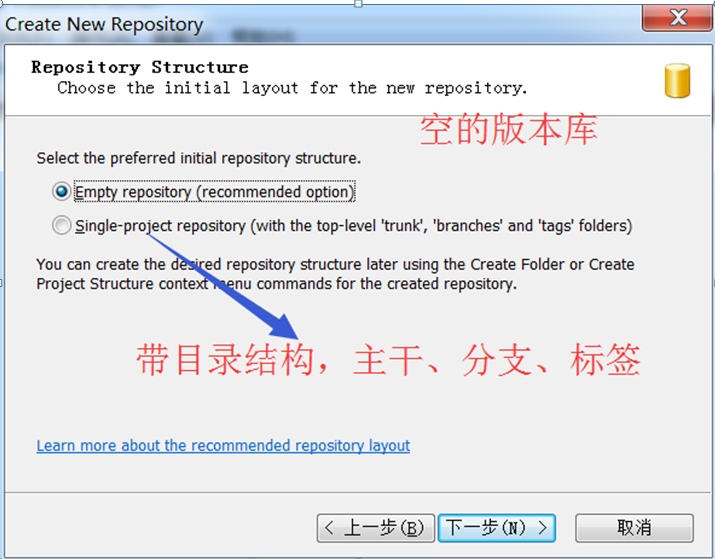 Create New Repository
Repository Structure
Choose the initial layout for the new repository.
空的版本库
Select the preferred initial repository structure.
Empty repository (recommended option)
Single-project repository (with the top-level 'trunk', 'branches' and 'tags' folders)
You can create the desired repository structure later using the Create Folder or Create
Project Structure context menu commands for the created repository.
带目录结构，主干、分支、标签
Learn more about the recommended repository layout
< 上一步(B)
下一步(N) >
取消